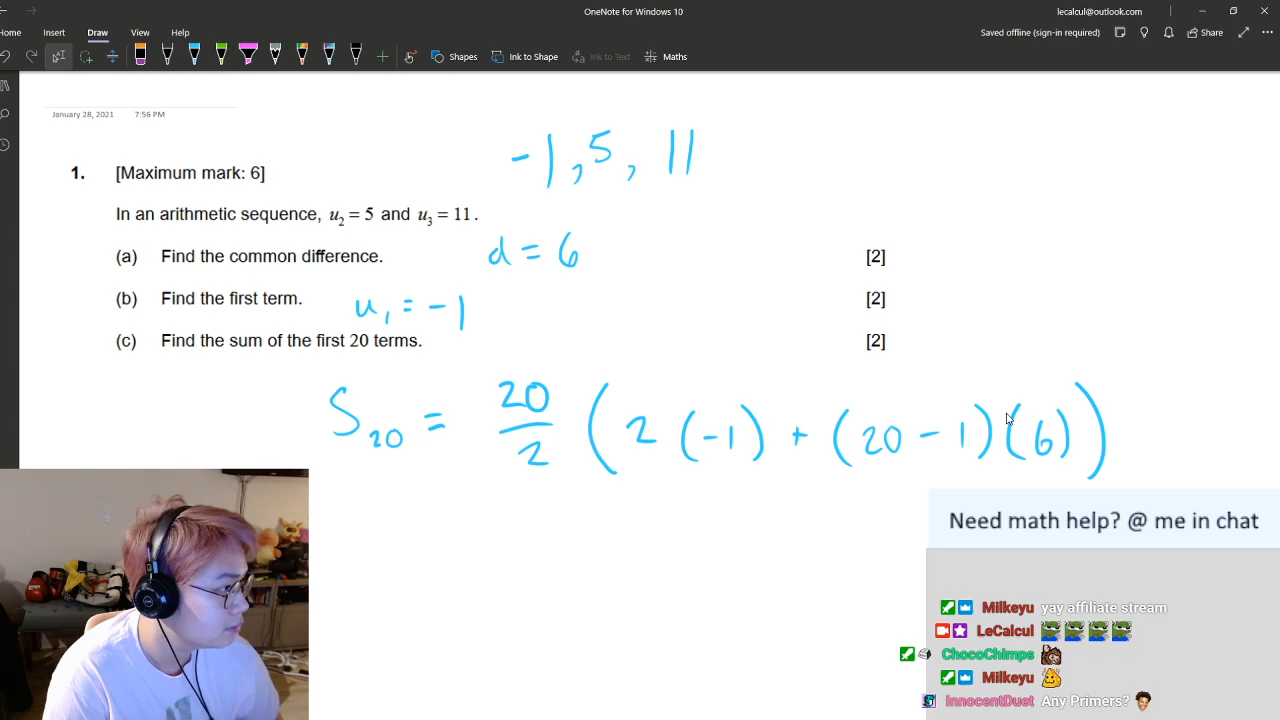 OneNote for Windows 10
lecalcul@outlook.com
Home Insert Draw View Help
Saved offline (sign-in required) Share
Shapes Ink to Shape Ink to Text Maths
January 28, 2021 7:56 PM
-1, 5, 11
1. [Maximum mark: 6]
In an arithmetic sequence, u₂ = 5 and u₃ = 11.
(a) Find the common difference. d = 6 [2]
(b) Find the first term. u₁ = -1 [2]
(c) Find the sum of the first 20 terms. [2]
S₂₀ = 20/2 (2(-1) + (20 - 1)(6))
Need math help? @ me in chat
Milkeyu yay affiliate stream
LeCalcul
ChocoChimps
Milkeyu
InnocentDuet Any Primers?